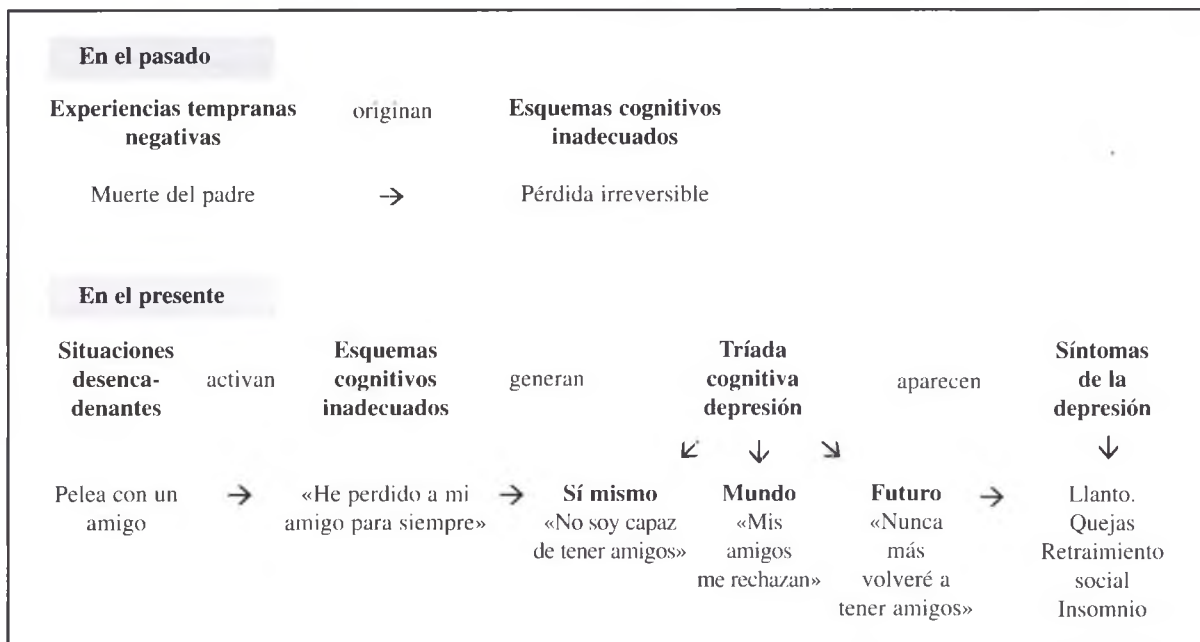 En el pasado
Experiencias tempranas negativas
originan
Esquemas cognitivos inadecuados
Muerte del padre → Pérdida irreversible
En el presente
Situaciones desenca-
denantes
activan
Esquemas
cognitivos
inadecuados
generan
Tríada
cognitiva
depresión
aparecen
Síntomas
de la
depresión
Pelea con un
amigo
→
«He perdido a mi
amigo para siempre»
→
Sí mismo
«No soy capaz
de tener amigos»
Mundo
«Mis
amigos
me rechazan»
Futuro
«Nunca
más
volveré a
tener amigos»
→
Llanto.
Quejas
Retraimiento
social
Insomnio